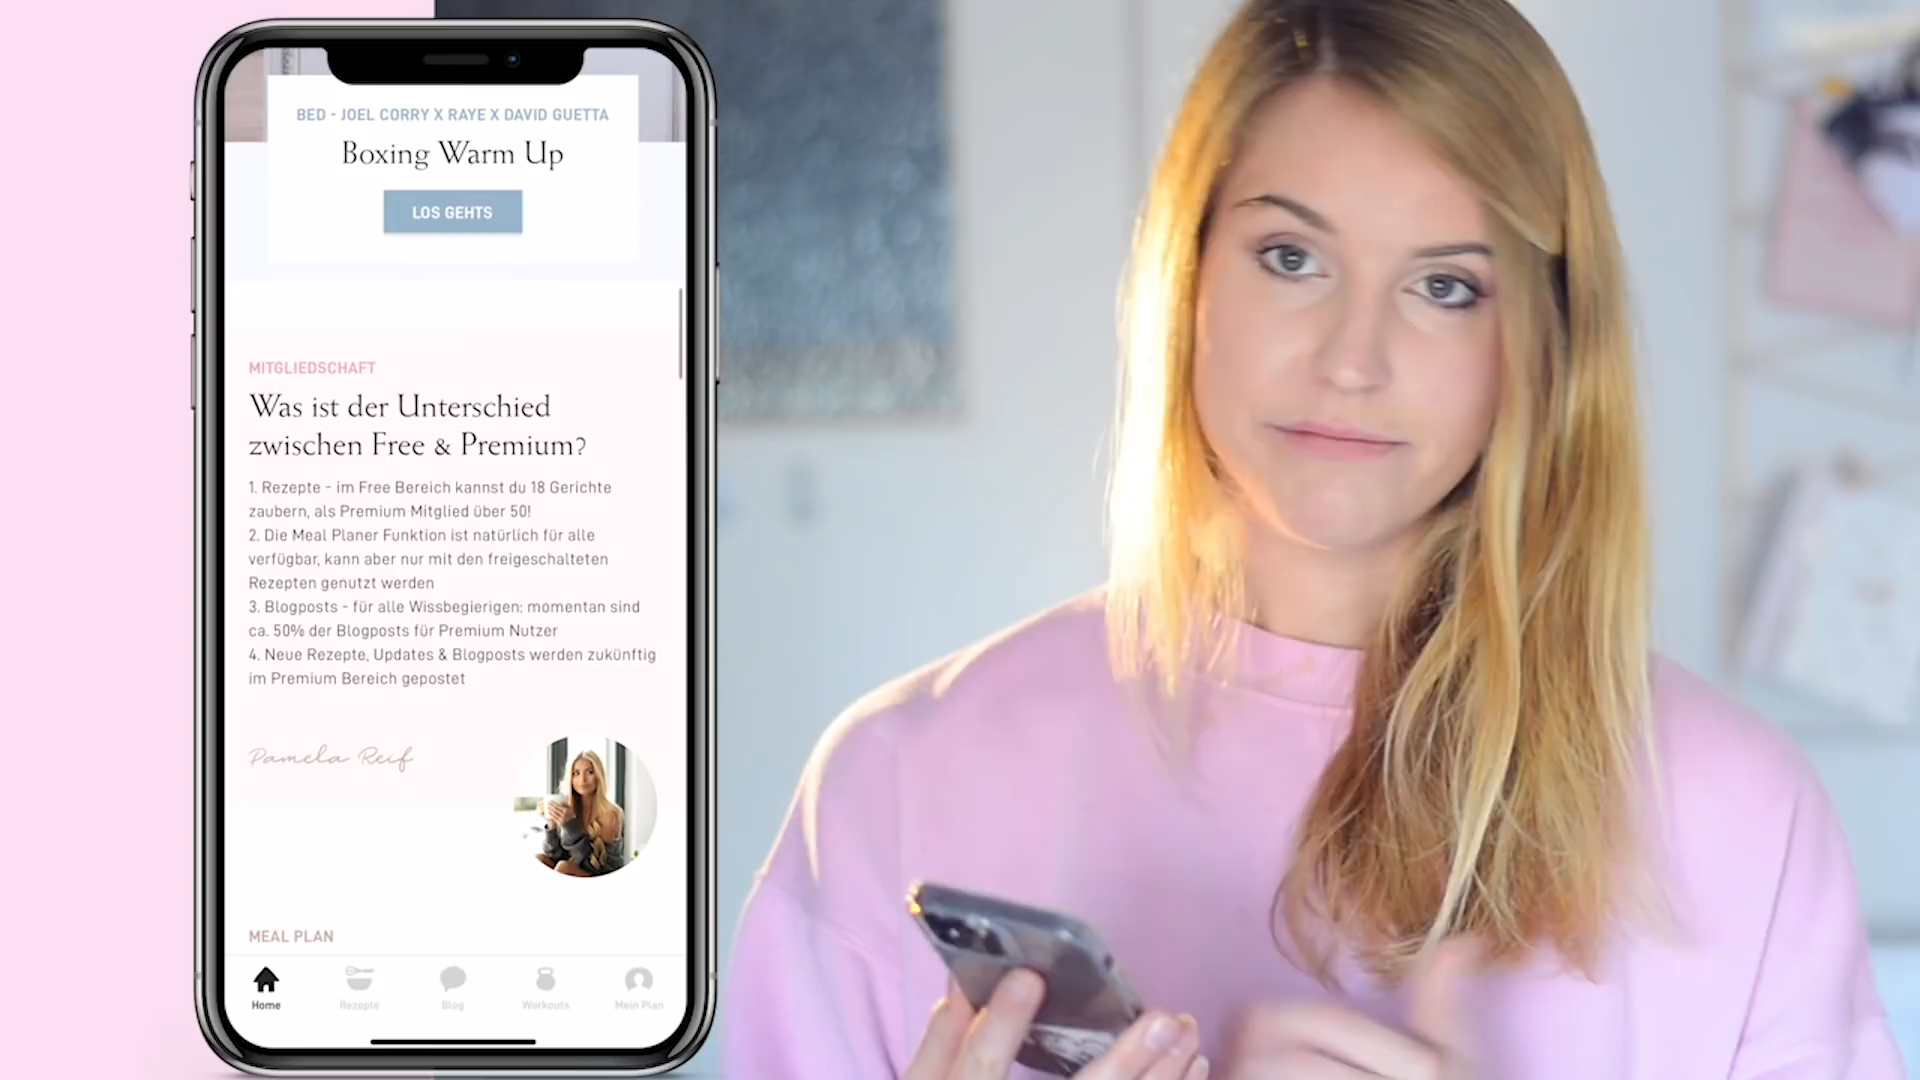 BED - JOEL CORRY X RAYE X DAVID GUETTA
Boxing Warm Up
LOS GEHTS
MITGLIEDSCHAFT
Was ist der Unterschied
zwischen Free & Premium?
1. Rezepte - im Free Bereich kannst du 18 Gerichte
zaubern, als Premium Mitglied über 50!
2. Die Meal Planer Funktion ist natürlich für alle
verfügbar, kann aber nur mit den freigeschalteten
Rezepten genutzt werden
3. Blogposts - für alle Wissbegierigen: momentan sind
ca. 50% der Blogposts für Premium Nutzer
4. Neue Rezepte, Updates & Blogposts werden zukünftig
im Premium Bereich gepostet
Pamela Reif
MEAL PLAN
Home Rezepte Blog Workouts Mein Plan